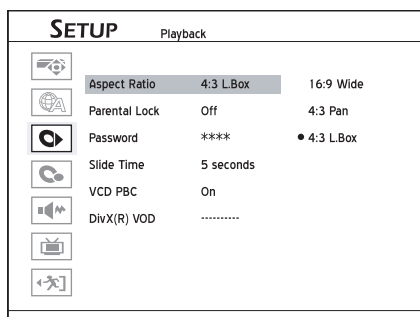 SETUP Playback
Aspect Ratio 4:3 L.Box 16:9 Wide
Parental Lock Off 4:3 Pan
Password **** ● 4:3 L.Box
Slide Time 5 seconds
VCD PBC On
DivX(R) VOD ----------